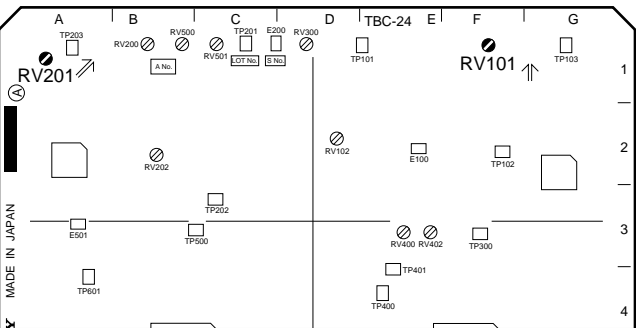 A B C D TBC-24 E F G
TP203 RV200 RV500 RV501 TP201 E200 RV300 TP101 RV101 TP103
RV201
A No. LOT No. S No.
1
A
RV202 RV102 E100 TP102
2
TP202
MADE IN JAPAN
E501 TP500 RV400 RV402 TP300
3
TP601 TP401
TP400
4